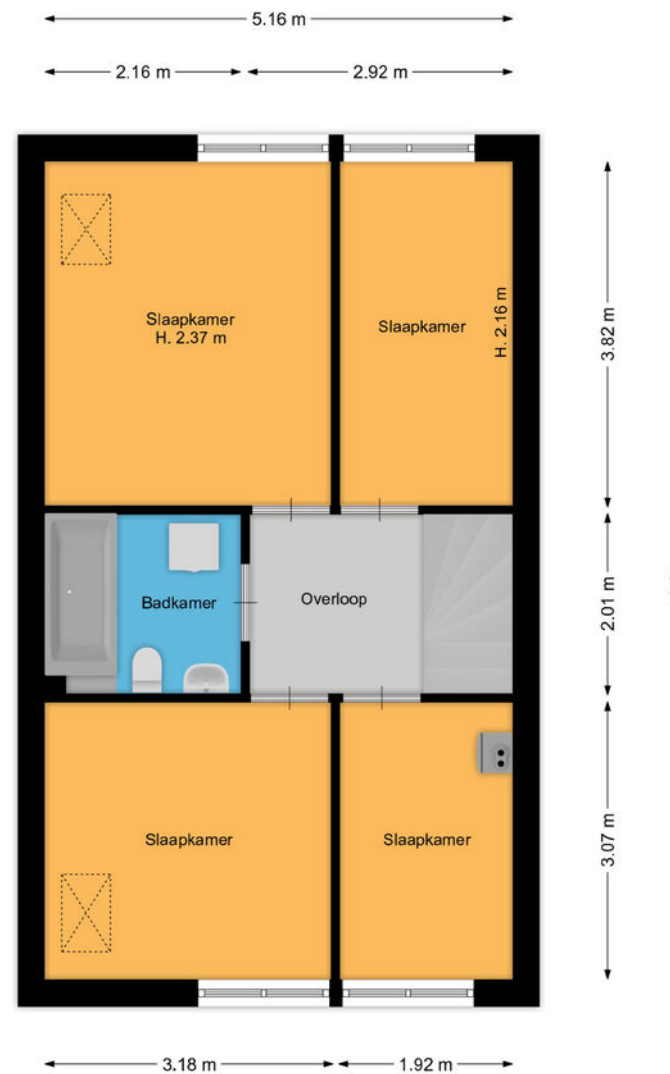 5.16 m
2.16 m
2.92 m
Slaapkamer
H. 2.37 m
Slaapkamer
H. 2.16 m
3.82 m
Badkamer
Overloop
2.01 m
Slaapkamer
Slaapkamer
3.07 m
3.18 m
1.92 m